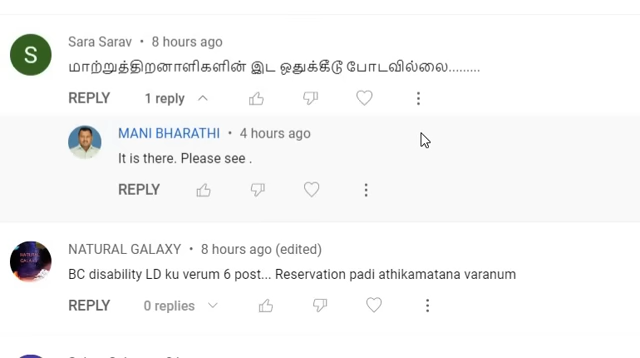 Sara Sarav • 8 hours ago
மாற்றுத்திறனாளிகளின் இட ஒதுக்கீடு போடவில்லை.........
REPLY 1 reply
MANI BHARATHI • 4 hours ago
It is there. Please see .
REPLY
NATURAL GALAXY • 8 hours ago (edited)
BC disability LD ku verum 6 post... Reservation padi athikamatana varanum
REPLY 0 replies